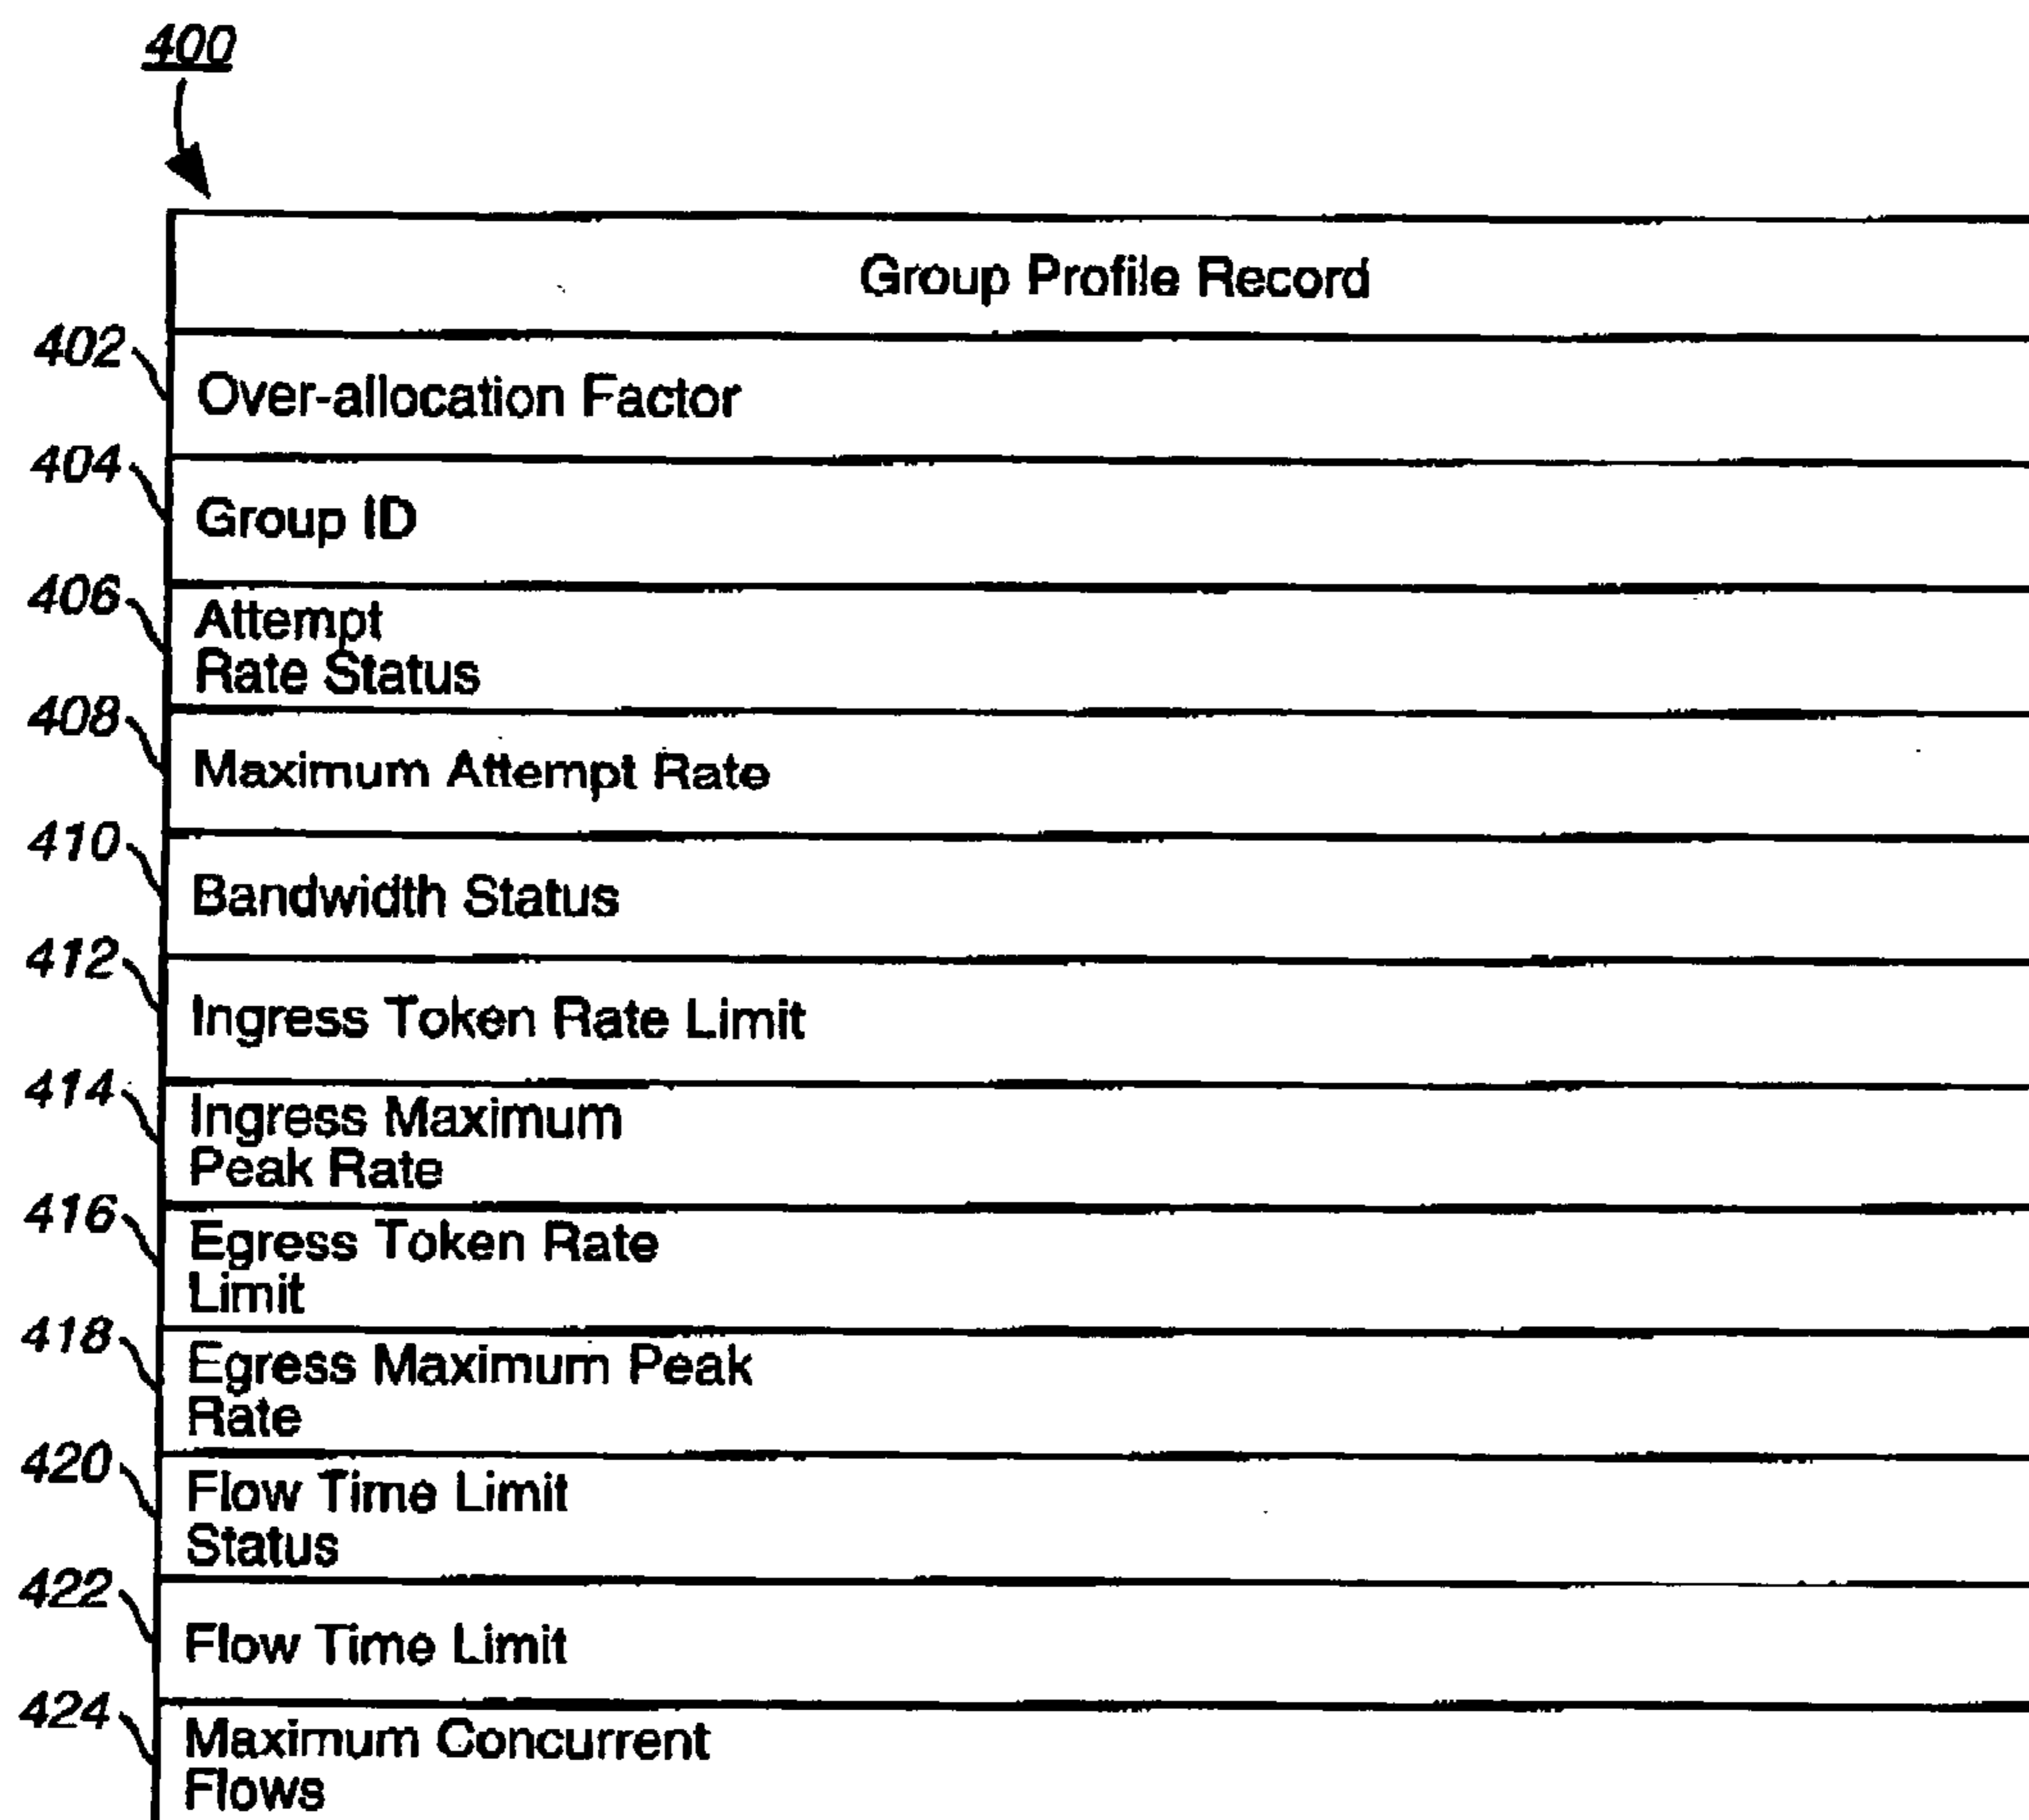 400
Group Profile Record
402
Over-allocation Factor
404
Group ID
406
Attempt
Rate Status
408
Maximum Attempt Rate
410
Bandwidth Status
412
Ingress Token Rate Limit
414
Ingress Maximum
Peak Rate
416
Egress Token Rate
Limit
418
Egress Maximum Peak
Rate
420
Flow Time Limit
Status
422
Flow Time Limit
424
Maximum Concurrent
Flows